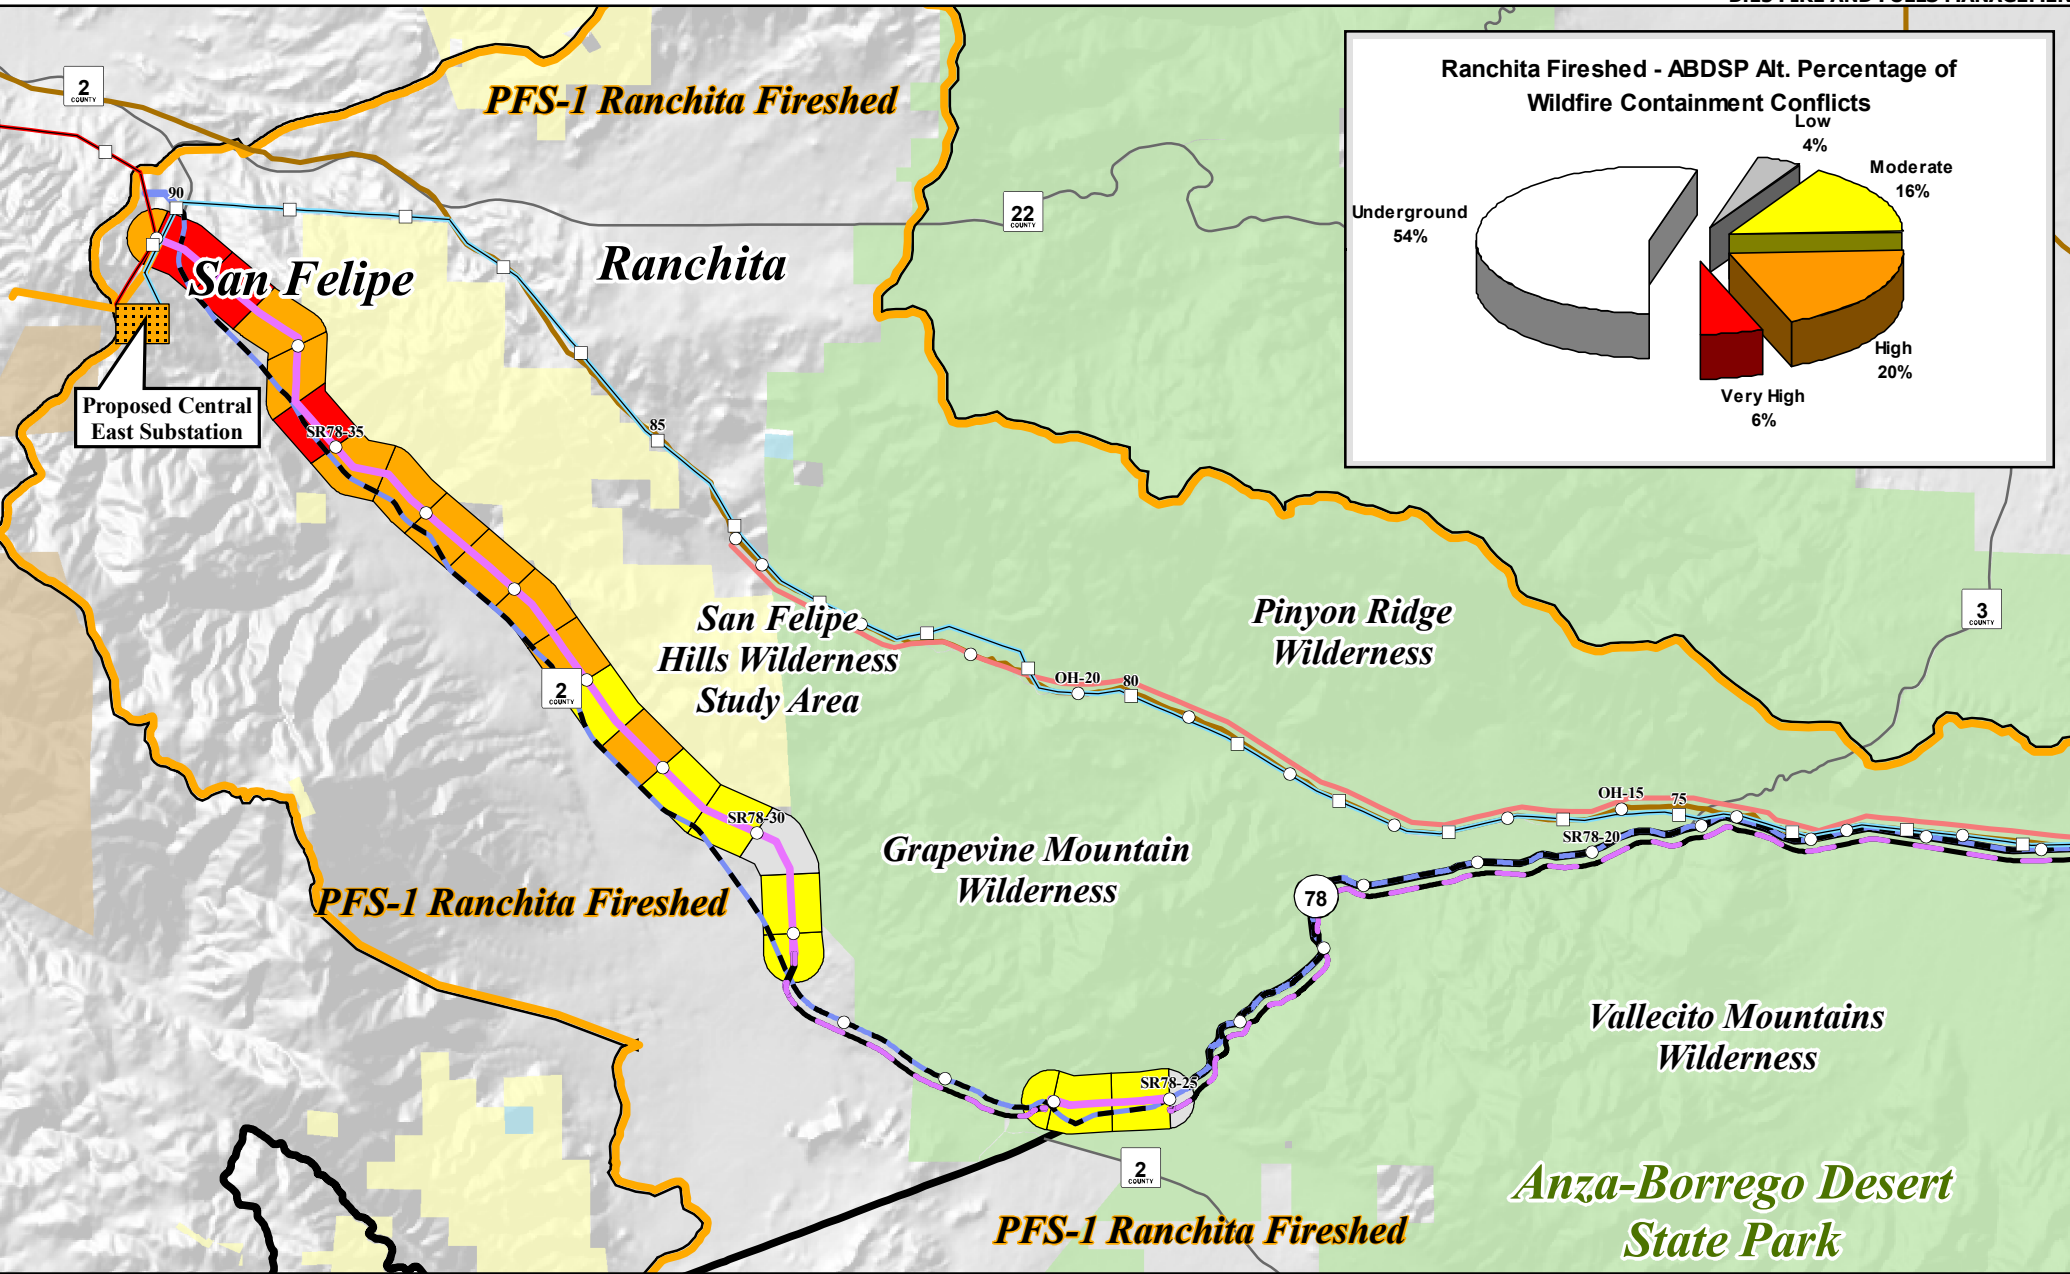 2
COUNTY
PFS-1 Ranchita Fireshed
Ranchita Fireshed - ABDSP Alt. Percentage of
Wildfire Containment Conflicts
Low
4%
Moderate
16%
Underground
54%
High
20%
Very High
6%
90
22
COUNTY
San Felipe
Ranchita
Proposed Central
East Substation
SR78-35
85
San Felipe
Hills Wilderness
Study Area
Pinyon Ridge
Wilderness
3
COUNTY
2
COUNTY
OH-20
80
OH-15
75
SR78-20
SR78-30
Grapevine Mountain
Wilderness
PFS-1 Ranchita Fireshed
78
Vallecito Mountains
Wilderness
SR78-25
2
COUNTY
PFS-1 Ranchita Fireshed
Anza-Borrego Desert
State Park